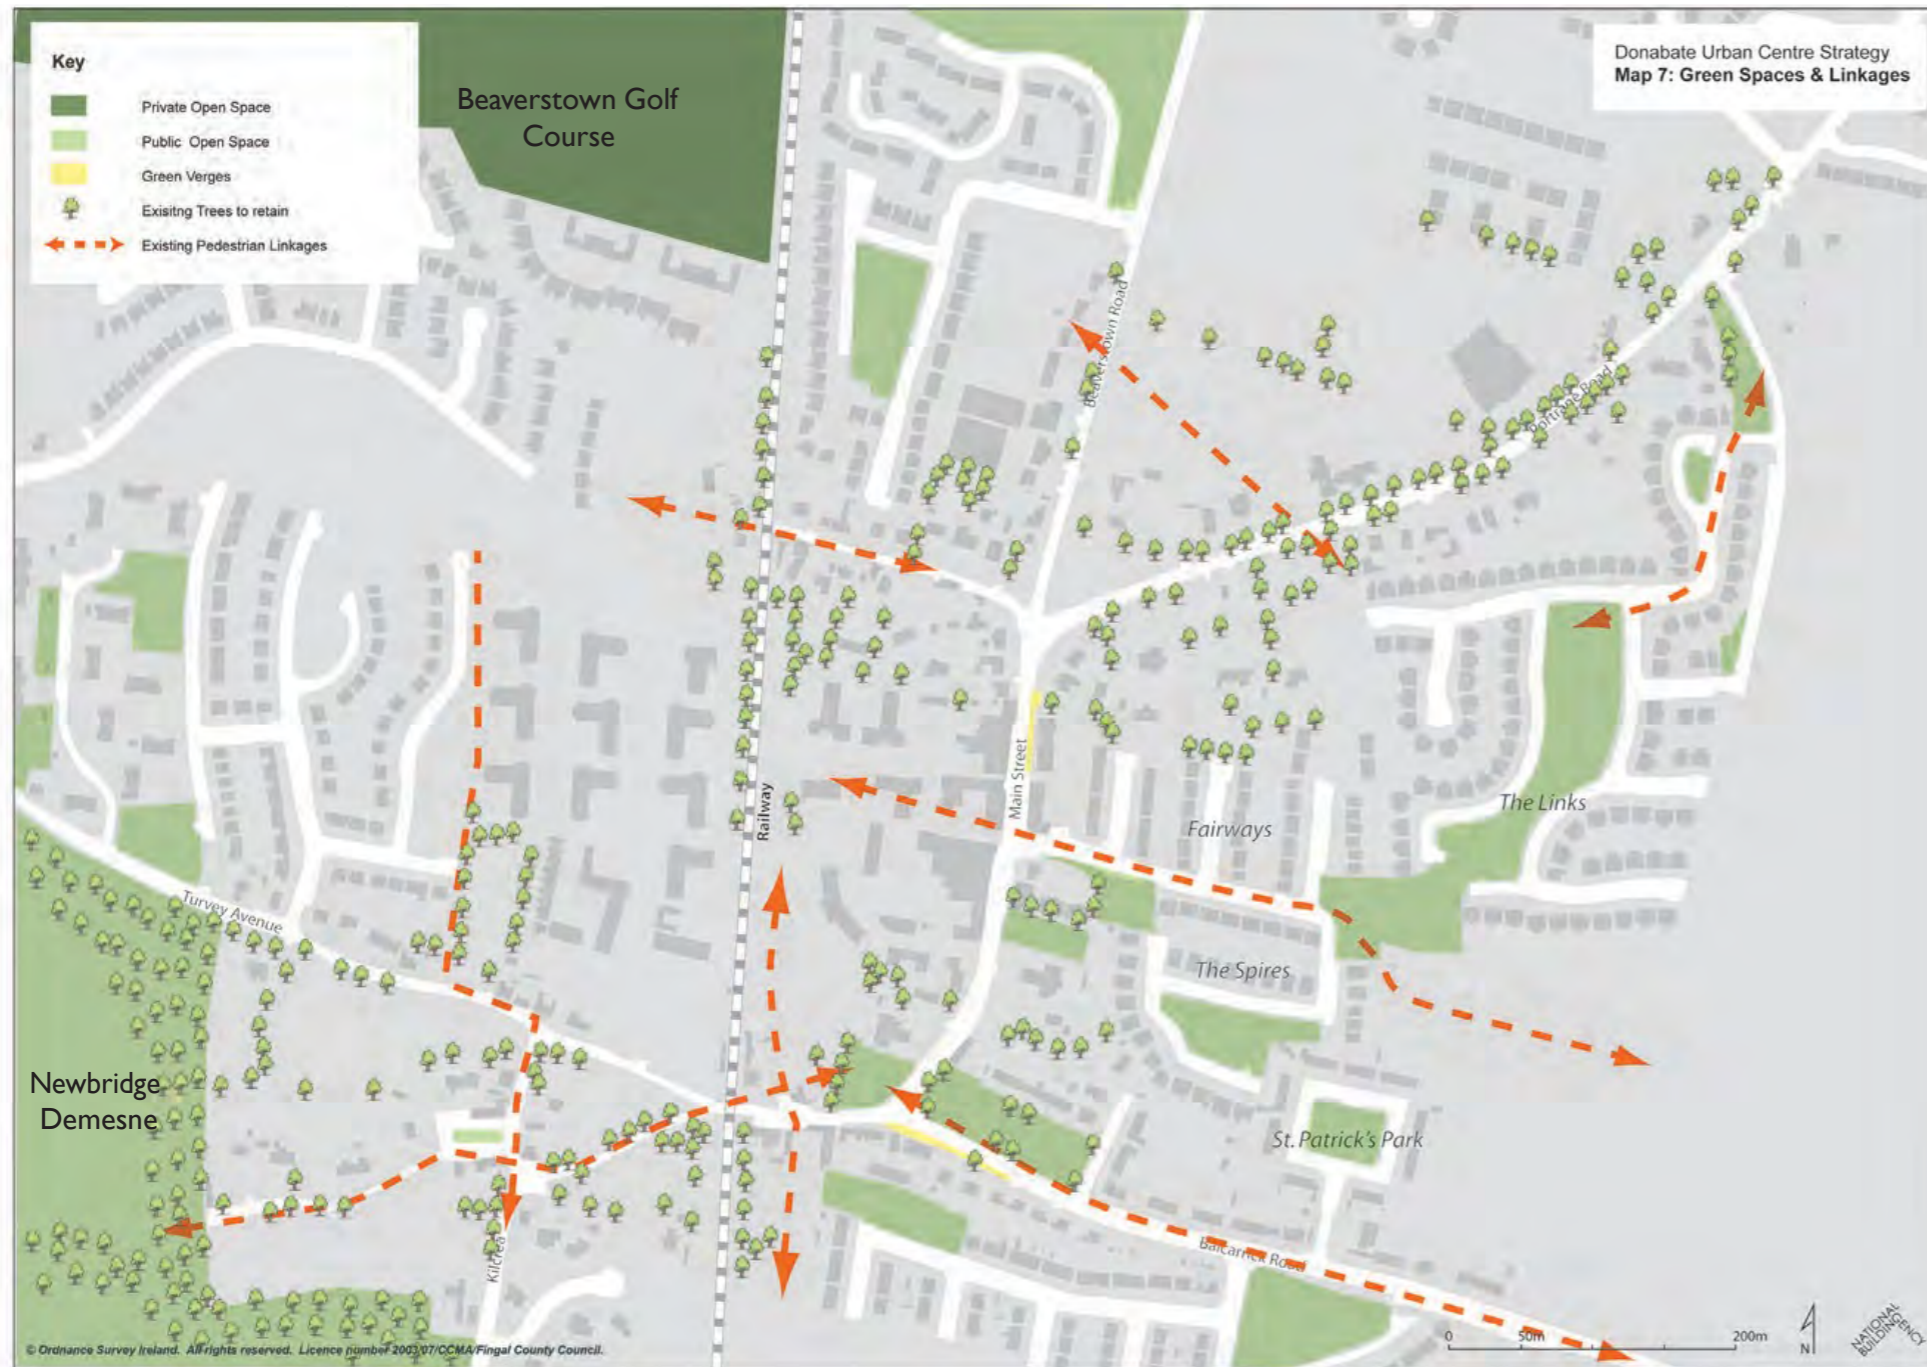 Key
Private Open Space
Public Open Space
Green Verges
Exisitng Trees to retain
Existing Pedestrian Linkages
Beaverstown Golf
Course
Donabate Urban Centre Strategy
Map 7: Green Spaces & Linkages
Beaverstown Road
Portrane Road
Main Street
Railway
The Links
Fairways
Turvey Avenue
The Spires
Newbridge
Demesne
St. Patrick's Park
Kilcrea
Balcarrick Road
0 50m 200m
N
NATIONAL
BUILDING
AGENCY
© Ordnance Survey Ireland. All rights reserved. Licence number 2003/07/CCMA/Fingal County Council.